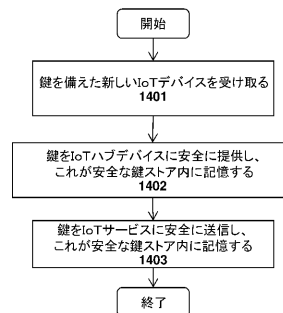 開始
鍵を備えた新しいIoTデバイスを受け取る
1401
鍵をIoTハブデバイスに安全に提供し、
これが安全な鍵ストア内に記憶する
1402
鍵をIoTサービスに安全に送信し、
これが安全な鍵ストア内に記憶する
1403
終了